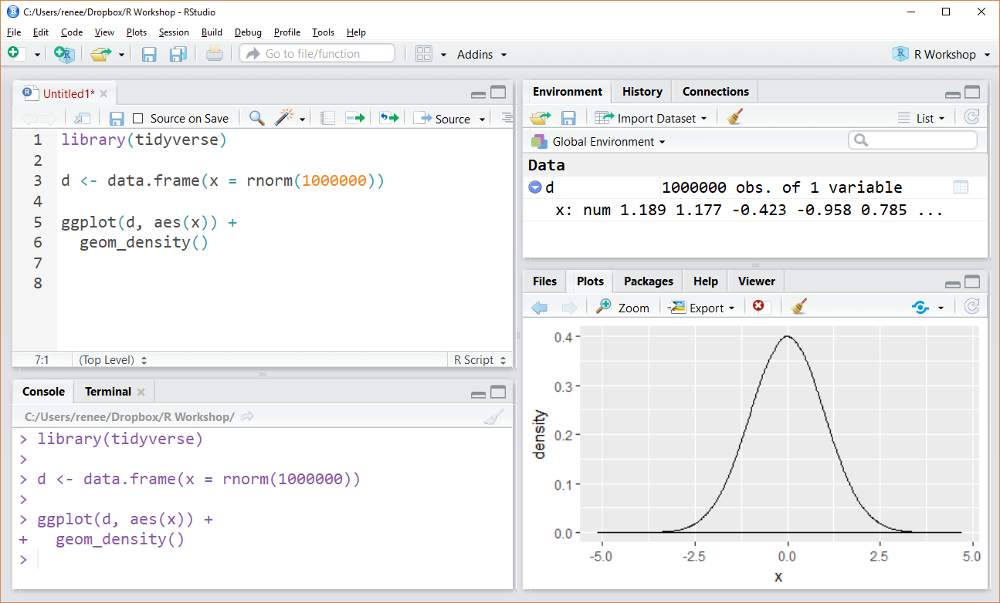 C:/Users/renee/Dropbox/R Workshop - RStudio
File Edit Code View Plots Session Build Debug Profile Tools Help
Go to file/function Addins R Workshop
Untitled1*
Source on Save Source
1 library(tidyverse)
2
3 d <- data.frame(x = rnorm(1000000))
4
5 ggplot(d, aes(x)) +
6 geom_density()
7
8
7:1 (Top Level) R Script
Console Terminal
C:/Users/renee/Dropbox/R Workshop/
> library(tidyverse)
>
> d <- data.frame(x = rnorm(1000000))
>
> ggplot(d, aes(x)) +
+ geom_density()
>
Environment History Connections
Import Dataset List
Global Environment
Data
d 1000000 obs. of 1 variable
x: num 1.189 1.177 -0.423 -0.958 0.785 ...
Files Plots Packages Help Viewer
Zoom Export
0.4
0.3
0.2
0.1
0.0
density
-5.0 -2.5 0.0 2.5 5.0
x